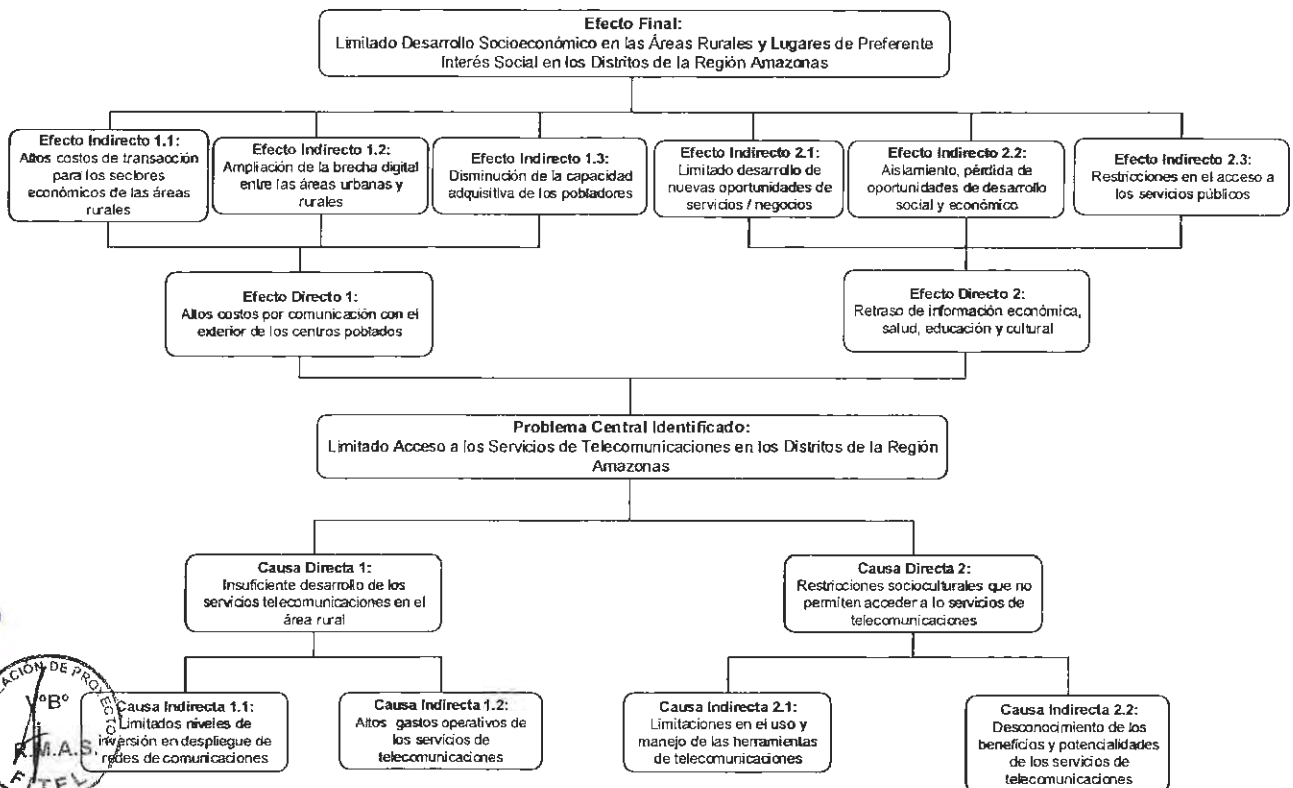 Efecto Final:
Limitado Desarrollo Socioeconómico en las Áreas Rurales y Lugares de Preferente
Interés Social en los Distritos de la Región Amazonas
Efecto Indirecto 1.1:
Altos costos de transacción
para los sectores
económicos de las áreas
rurales
Efecto Indirecto 1.2:
Ampliación de la brecha digital
entre las áreas urbanas y
rurales
Efecto Indirecto 1.3:
Disminución de la capacidad
adquisitiva de los pobladores
Efecto Indirecto 2.1:
Limitado desarrollo de
nuevas oportunidades de
servicios / negocios
Efecto Indirecto 2.2:
Aislamiento, pérdida de
oportunidades de desarrollo
social y económico
Efecto Indirecto 2.3:
Restricciones en el acceso a
los servicios públicos
Efecto Directo 1:
Altos costos por comunicación con el
exterior de los centros poblados
Efecto Directo 2:
Retraso de información económica,
salud, educación y cultural
Problema Central Identificado:
Limitado Acceso a los Servicios de Telecomunicaciones en los Distritos de la Región
Amazonas
Causa Directa 1:
Insuficiente desarrollo de los
servicios telecomunicaciones en el
área rural
Causa Directa 2:
Restricciones socioculturales que no
permiten acceder a lo servicios de
telecomunicaciones
Causa Indirecta 1.1:
Limitados niveles de
inversión en despliegue de
redes de comunicaciones
Causa Indirecta 1.2:
Altos gastos operativos de
los servicios de
telecomunicaciones
Causa Indirecta 2.1:
Limitaciones en el uso y
manejo de las herramientas
de telecomunicaciones
Causa Indirecta 2.2:
Desconocimiento de los
beneficios y potencialidades
de los servicios de
telecomunicaciones
DE
VºBº
R.M.A.S.
FITEL